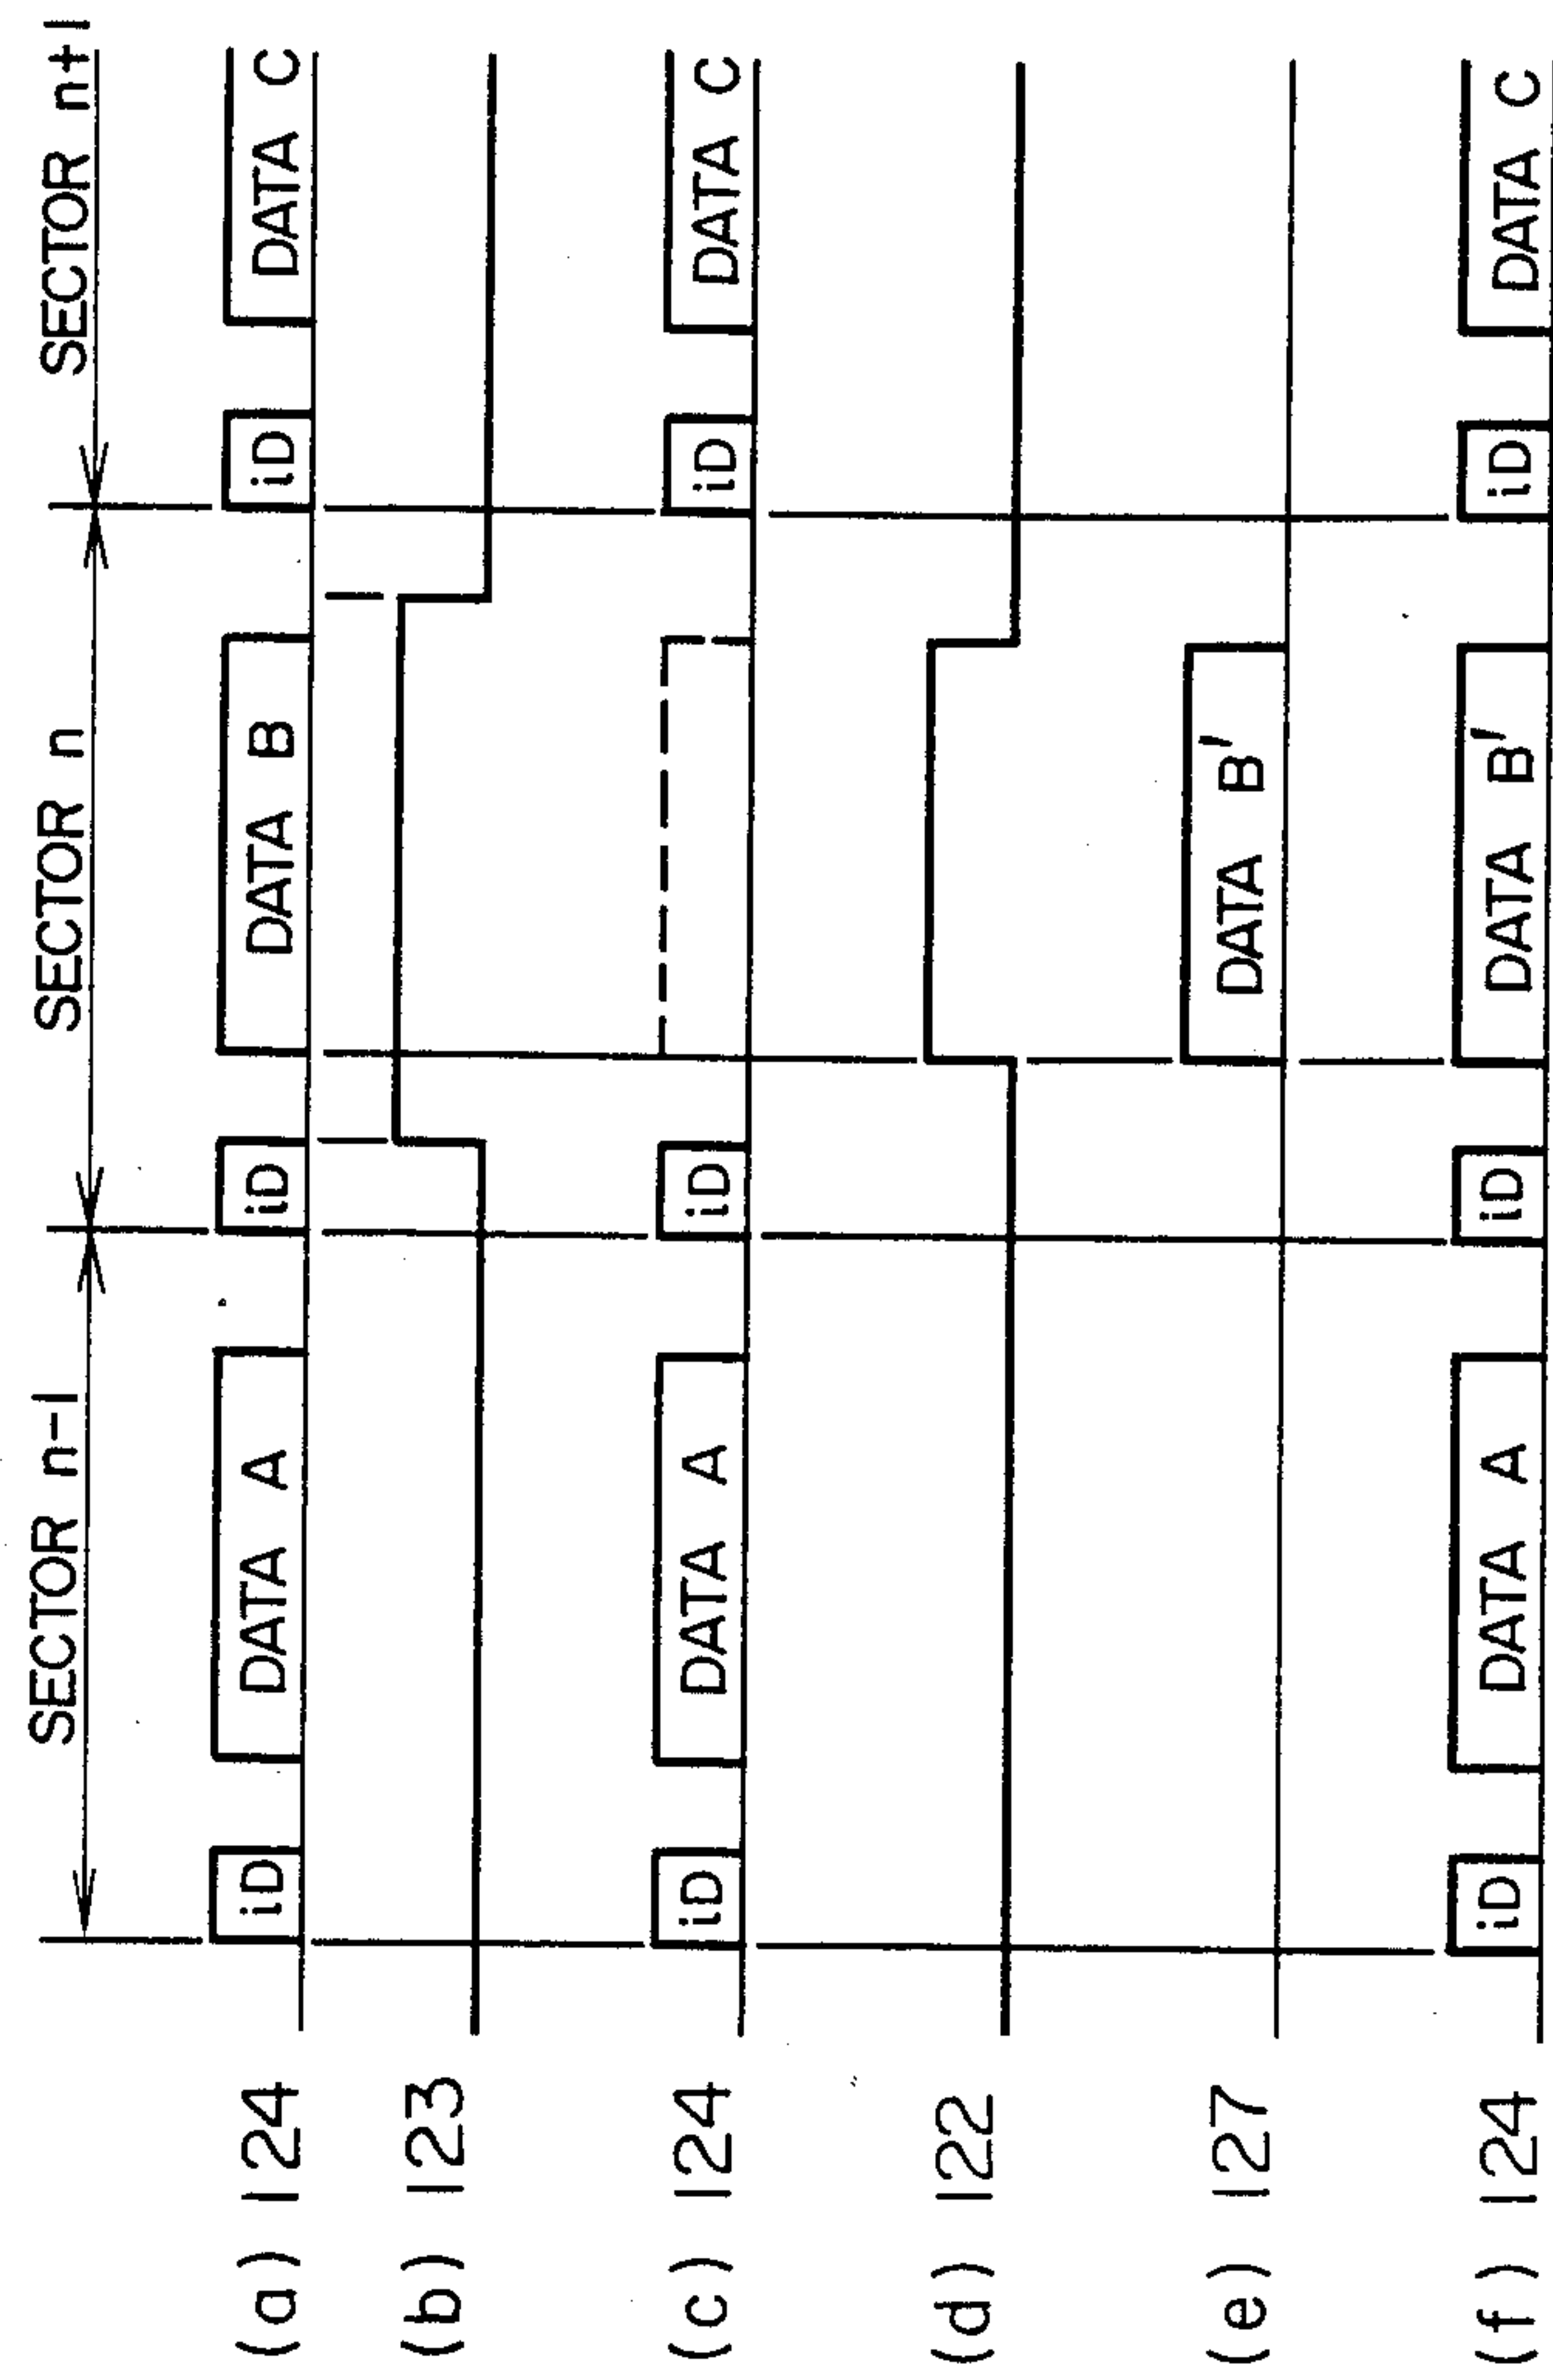 SECTOR n-1 SECTOR n SECTOR n+1
(a) 124 iD DATA A iD DATA B iD DATA C
(b) 123
(c) 124 iD DATA A iD iD DATA C
(d) 122
(e) 127 DATA B'
(f) 124 iD DATA A iD DATA B' iD DATA C